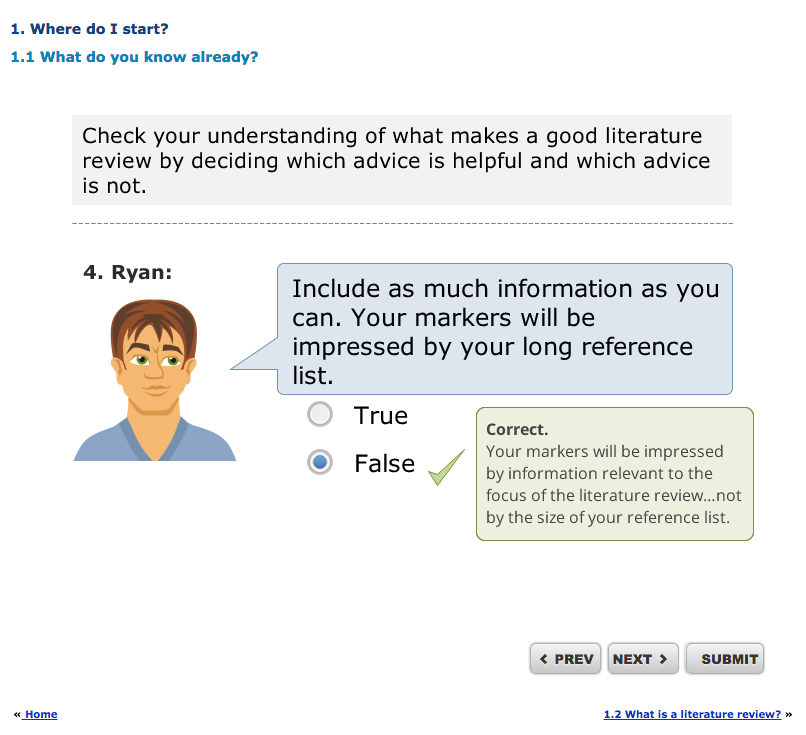 1. Where do I start?
1.1 What do you know already?
Check your understanding of what makes a good literature
review by deciding which advice is helpful and which advice
is not.
4. Ryan:
Include as much information as you
can. Your markers will be
impressed by your long reference
list.
True
False
Correct.
Your markers will be impressed
by information relevant to the
focus of the literature review...not
by the size of your reference list.
< PREV NEXT > SUBMIT
« Home 1.2 What is a literature review? »